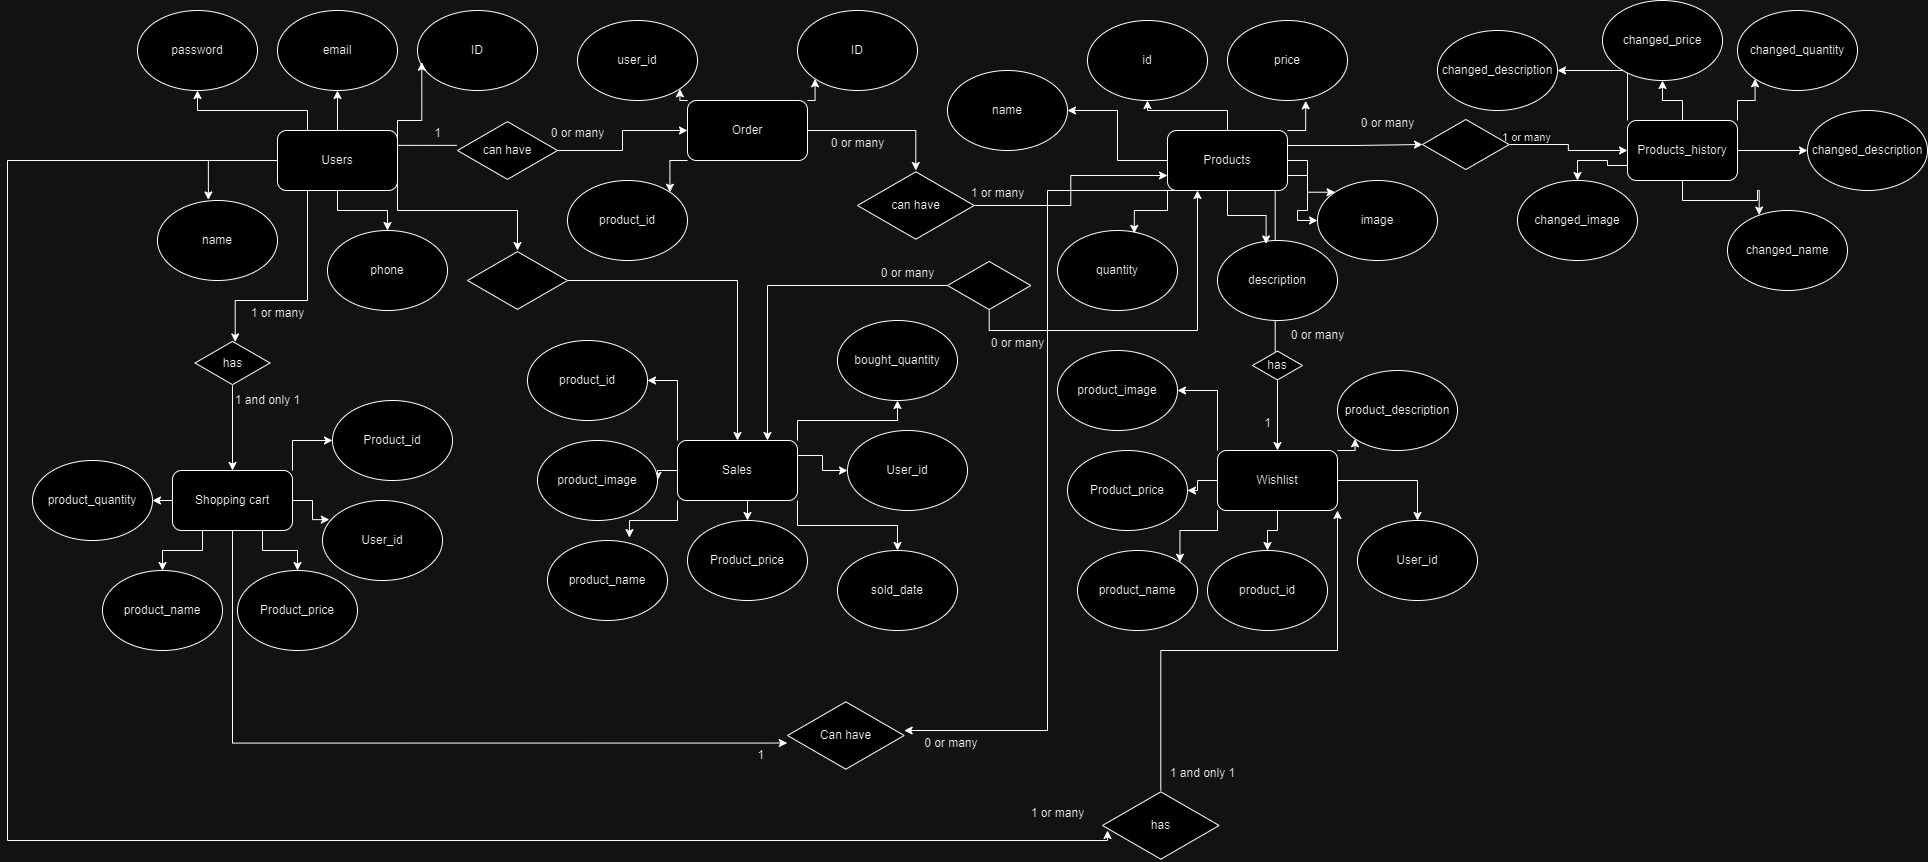 password
email
ID
user_id
ID
id
price
changed_price
changed_quantity
changed_description
name
Users
1
can have
0 or many
Order
0 or many
Products
0 or many
1 or many
Products_history
changed_description
name
phone
product_id
can have
1 or many
quantity
description
image
changed_image
changed_name
1 or many
0 or many
0 or many
0 or many
has
1 and only 1
product_id
bought_quantity
product_image
has
1
product_description
Product_id
product_quantity
Shopping cart
User_id
product_image
Sales
User_id
Product_price
Wishlist
product_name
Product_price
product_name
Product_price
sold_date
product_name
product_id
User_id
Can have
1
0 or many
1 and only 1
1 or many
has